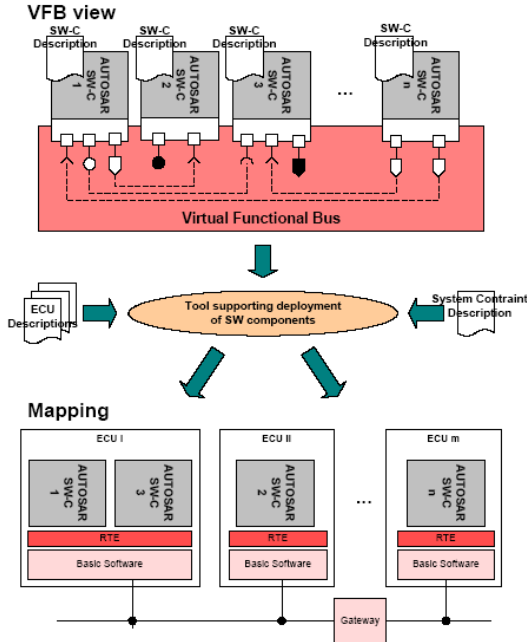 VFB view
SW-C
Description
SW-C
Description
SW-C
Description
SW-C
Description
AUTOSAR
SW-C
1
AUTOSAR
SW-C
2
AUTOSAR
SW-C
3
...
AUTOSAR
SW-C
n
Virtual Functional Bus
ECU
Descriptions
Tool supporting deployment
of SW components
System Contraint
Description
Mapping
ECU I
ECU II
ECU m
AUTOSAR
SW-C
1
AUTOSAR
SW-C
3
AUTOSAR
SW-C
2
...
AUTOSAR
SW-C
n
RTE
RTE
RTE
Basic Software
Basic Software
Basic Software
Gateway